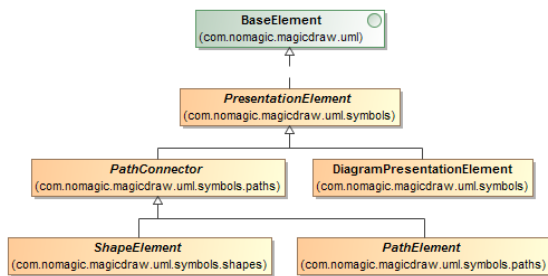 BaseElement
(com.nomagic.magicdraw.uml)
PresentationElement
(com.nomagic.magicdraw.uml.symbols)
PathConnector
(com.nomagic.magicdraw.uml.symbols.paths)
DiagramPresentationElement
(com.nomagic.magicdraw.uml.symbols)
ShapeElement
(com.nomagic.magicdraw.uml.symbols.shapes)
PathElement
(com.nomagic.magicdraw.uml.symbols.paths)